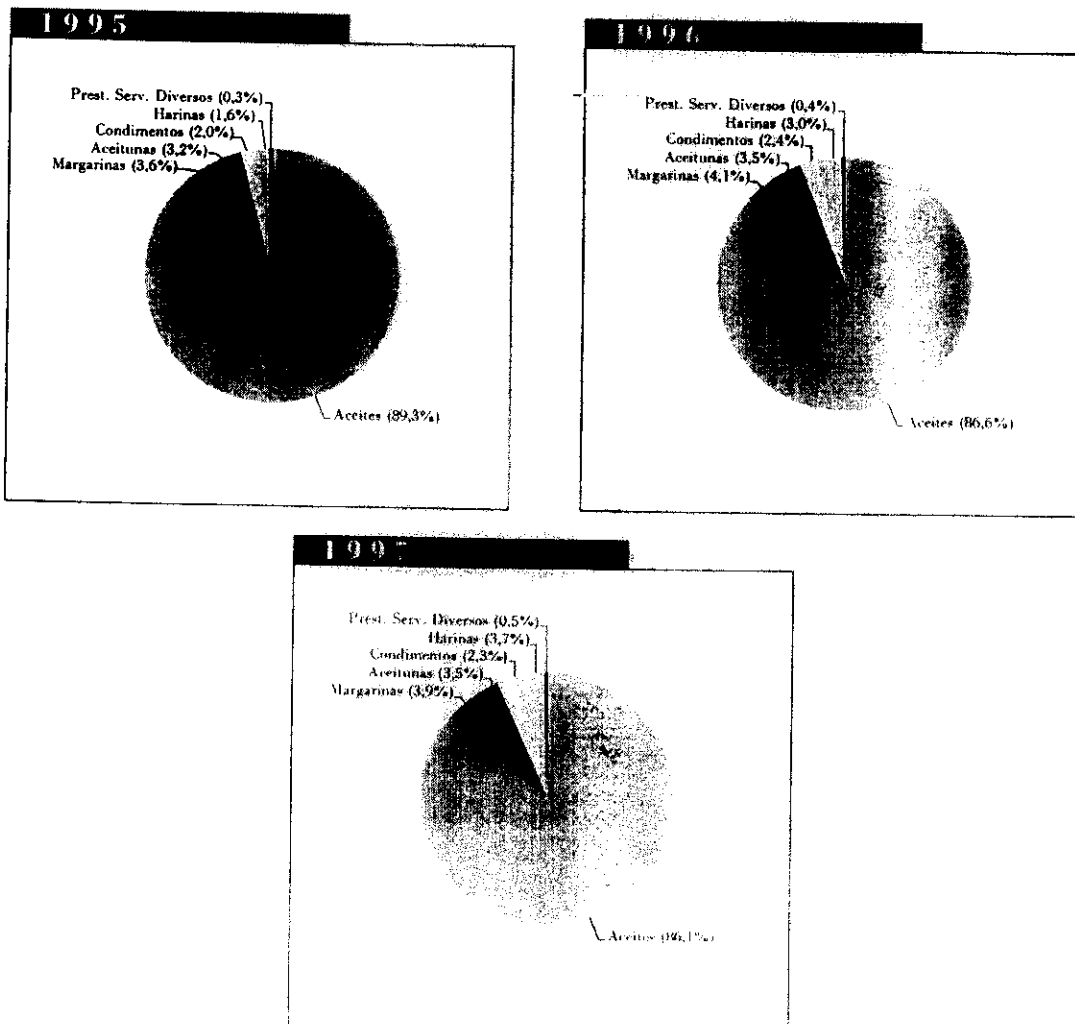 1995
Prest. Serv. Diversos (0,3%)
Harinas (1,6%)
Condimentos (2,0%)
Aceitunas (3,2%)
Margarinas (3,6%)
Aceites (89,3%)
1996
Prest. Serv. Diversos (0,4%)
Harinas (3,0%)
Condimentos (2,4%)
Aceitunas (3,5%)
Margarinas (4,1%)
Aceites (86,6%)
1997
Prest. Serv. Diversos (0,5%)
Harinas (3,7%)
Condimentos (2,3%)
Aceitunas (3,5%)
Margarinas (3,9%)
Aceites (86,1%)